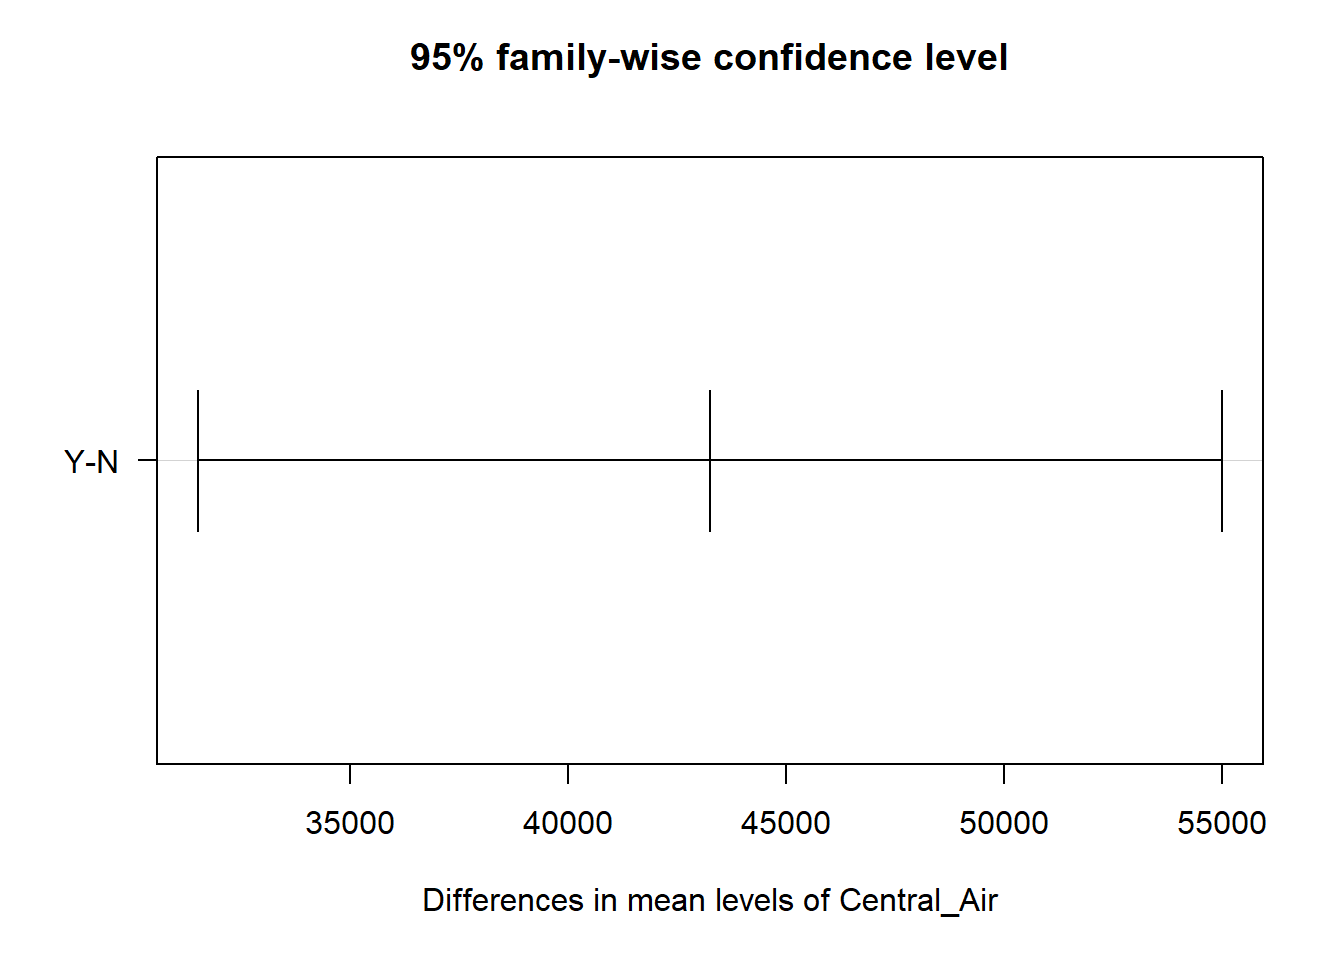 95% family-wise confidence level
Y-N
35000 40000 45000 50000 55000
Differences in mean levels of Central_Air